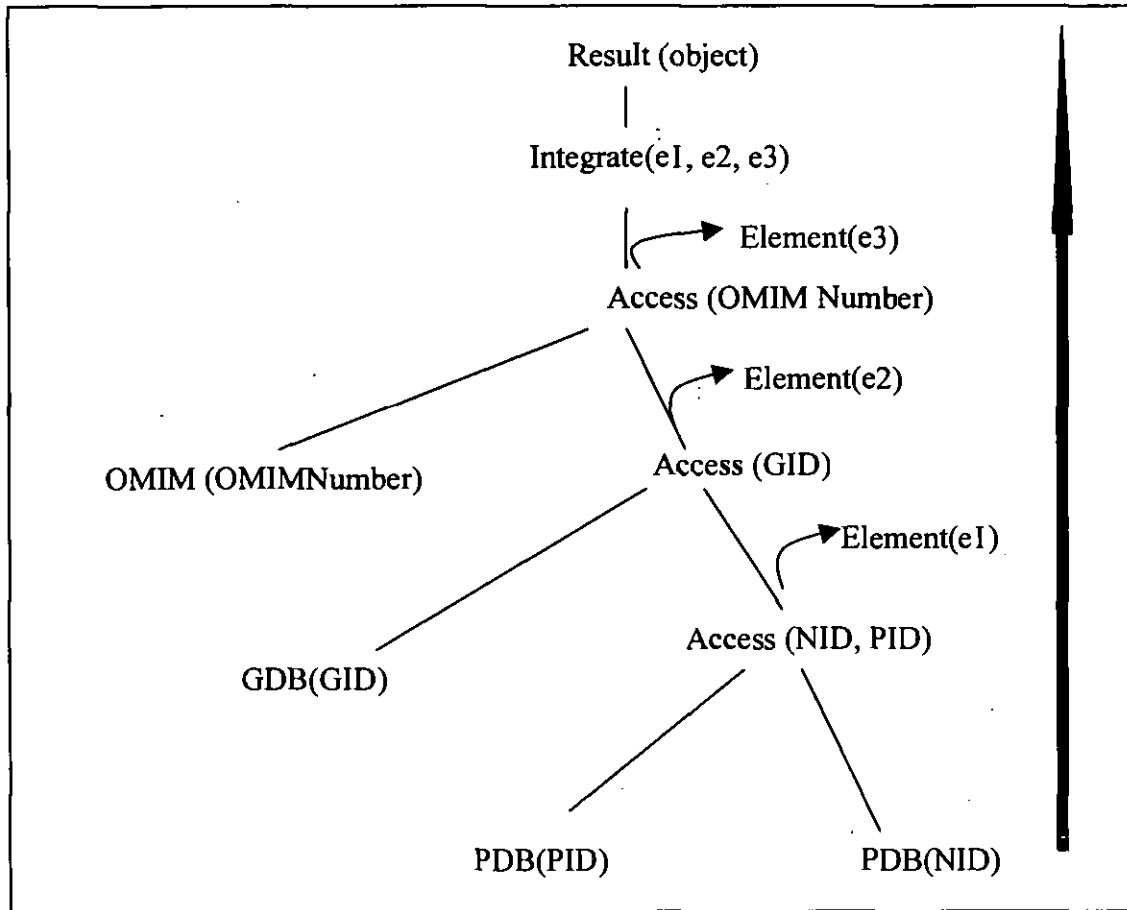 Result (object)
Integrate(e1, e2, e3)
Element(e3)
Access (OMIM Number)
Element(e2)
OMIM (OMIMNumber)
Access (GID)
Element(e1)
Access (NID, PID)
GDB(GID)
PDB(PID)
PDB(NID)